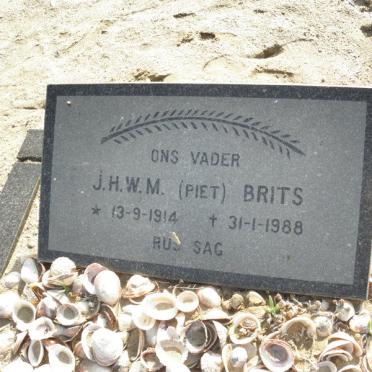 ONS VADER
J.H.W.M. (PIET) BRITS
* 13-9-1914 + 31-1-1988
RUS SAG